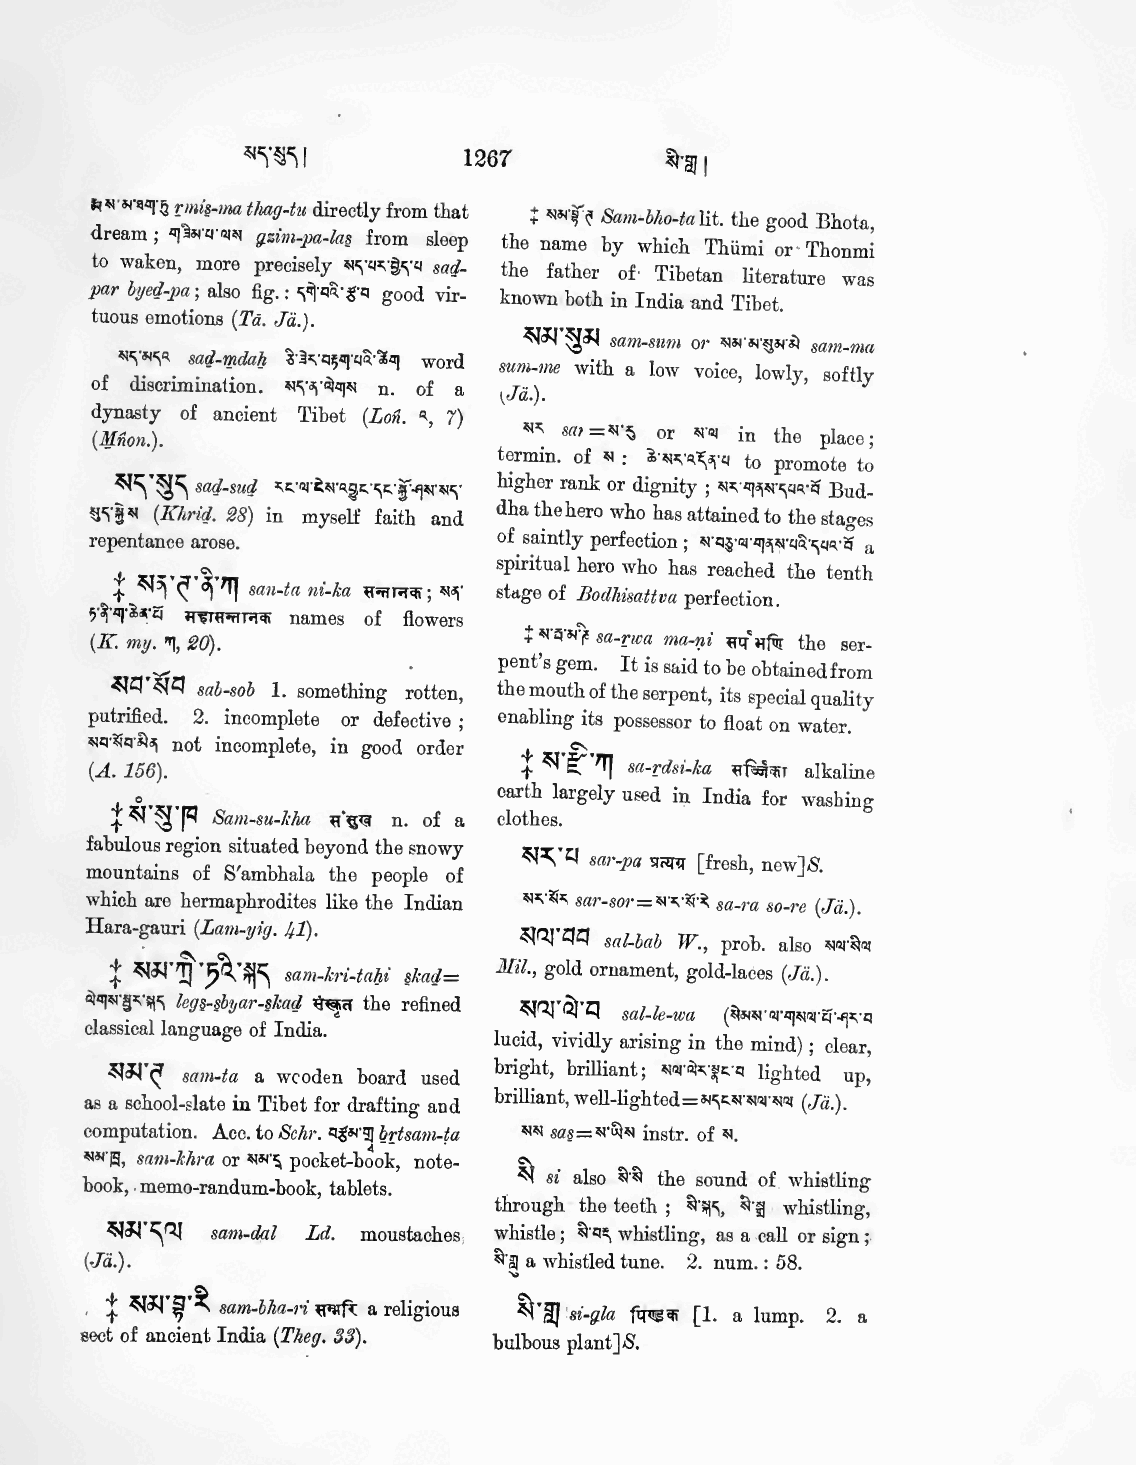 སད་སུད། 1267 སི་གླ།
རྨིས་མ་ཐག་ཏུ rmis-ma thag-tu directly from that
dream ; གཟིམ་པ་ལས gzim-pa-las from sleep
to waken, more precisely སད་པར་བྱེད་པ sad-
par byed-pa ; also fig. : དགེ་བའི་རྩ་བ good vir-
tuous emotions (Tā. Jä.).
སད་མདའ sad-mdah ཅི་ཟེར་བརྟག་པའི་ཚིག word
of discrimination. སད་ན་ལེགས n. of a
dynasty of ancient Tibet (Loṅ. འ, 7)
(Mṅon.).
སད་སུད sad-sud རང་ལ་ངེས་འབྱུང་དང་སྐྱོ་ཤས་སད་
སུད་སྐྱེས (Khrid. 28) in myself faith and
repentance arose.
‡ སན་ཏ་ནི་ཀ san-ta ni-ka सन्तानक ; སན་
ཏ་ནི་ཀ་ཆེན་པོ महासन्तानक names of flowers
(K. my. ཀ, 20).
སབ་སོབ sab-sob 1. something rotten,
putrified. 2. incomplete or defective ;
སབ་སོབ་མིན not incomplete, in good order
(A. 156).
‡ སཾ་སུ་ཁ Sam-su-kha संसुख n. of a
fabulous region situated beyond the snowy
mountains of S'ambhala the people of
which are hermaphrodites like the Indian
Hara-gauri (Lam-yig. 41).
‡ སམ་ཀྲི་ཏའི་སྐད sam-kri-taḥi skad=
ལེགས་སྦྱར་སྐད legs-sbyar-skad संस्कृत the refined
classical language of India.
སམ་ཏ sam-ta a wooden board used
as a school-slate in Tibet for drafting and
computation. Acc. to Schr. brtsam-ṭa
སམ་ཁྲ, sam-khra or pocket-book, note-
book, memo-randum-book, tablets.
སམ་དལ sam-dal Ld. moustaches
(Jä.).
‡ སམ་བྷ་རི sam-bha-ri सम्भरि a religious
sect of ancient India (Theg. 33).
‡ སམ་བྷོ་ཊ Sam-bho-ta lit. the good Bhota,
the name by which Thümi or Thonmi
the father of Tibetan literature was
known both in India and Tibet.
སམ་སུམ sam-sum or སམ་མ་སུམ་མེ sam-ma
sum-me with a low voice, lowly, softly
(Jä.).
སར sar = ས་རུ or ས་ལ in the place ;
termin. of ས : ཆེ་སར་འདོན་པ to promote to
higher rank or dignity ; སར་གནས་དཔའ་བོ Bud-
dha the hero who has attained to the stages
of saintly perfection ; ས་བཅུ་ལ་གནས་པའི་དཔའ་བོ a
spiritual hero who has reached the tenth
stage of Bodhisattva perfection.
‡ ས་རྦ་མ་ཎི sa-rwa ma-ṇi सर्प मणि the ser-
pent's gem. It is said to be obtained from
the mouth of the serpent, its special quality
enabling its possessor to float on water.
‡ ས་རྫི་ཀ sa-rdsi-ka सर्ज्जिका alkaline
earth largely used in India for washing
clothes.
སར་པ sar-pa प्रत्यग्र [fresh, new]S.
སར་སོར sar-sor=ས་ར་སོ་རེ sa-ra so-re (Jä.).
སལ་བབ sal-bab W., prob. also སལ་སིལ
Mil., gold ornament, gold-laces (Jä.).
སལ་ལེ་བ sal-le-wa (སེམས་ལ་གསལ་པོ་ཤར་བ
lucid, vividly arising in the mind) ; clear,
bright, brilliant ; སལ་ལེར་སྣང་བ lighted up,
brilliant, well-lighted=མདངས་སལ་སལ (Jä.).
སས sas=ས་ཡིས instr. of ས.
སི si also སི་སི the sound of whistling
through the teeth ; སི་སྐད, སི་སྒྲ whistling,
whistle ; སི་བརྡ whistling, as a call or sign ;
སི་གླུ a whistled tune. 2. num. : 58.
སི་གླ si-gla पिण्डक [1. a lump. 2. a
bulbous plant]S.